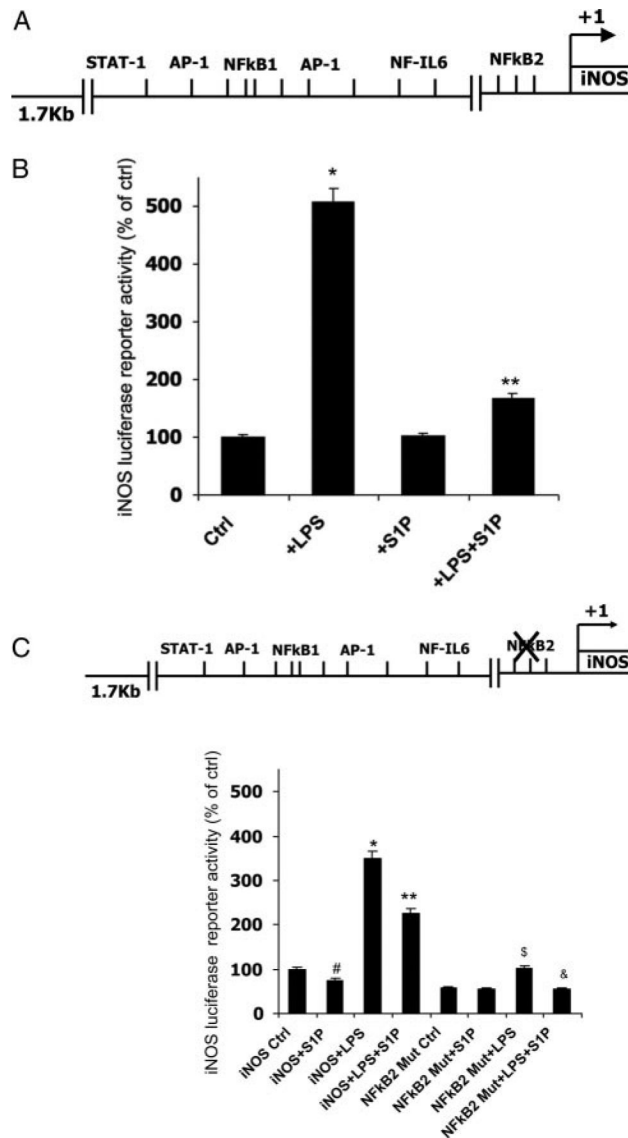 A
+1
STAT-1 AP-1 NFkB1 AP-1 NF-IL6 NFkB2
iNOS
1.7Kb
B
iNOS luciferase reporter activity (% of ctrl)
500
400
300
200
100
0
*
**
Ctrl
+LPS
+S1P
+LPS+S1P
C
+1
STAT-1 AP-1 NFkB1 AP-1 NF-IL6 NFkB2
iNOS
1.7Kb
iNOS luciferase reporter activity (% of ctrl)
500
400
300
200
100
0
#
*
**
$
&
iNOS Ctrl
iNOS+S1P
iNOS+LPS
iNOS+LPS+S1P
NFkB2 Mut Ctrl
NFkB2 Mut+S1P
NFkB2 Mut+LPS
NFkB2 Mut+LPS+S1P